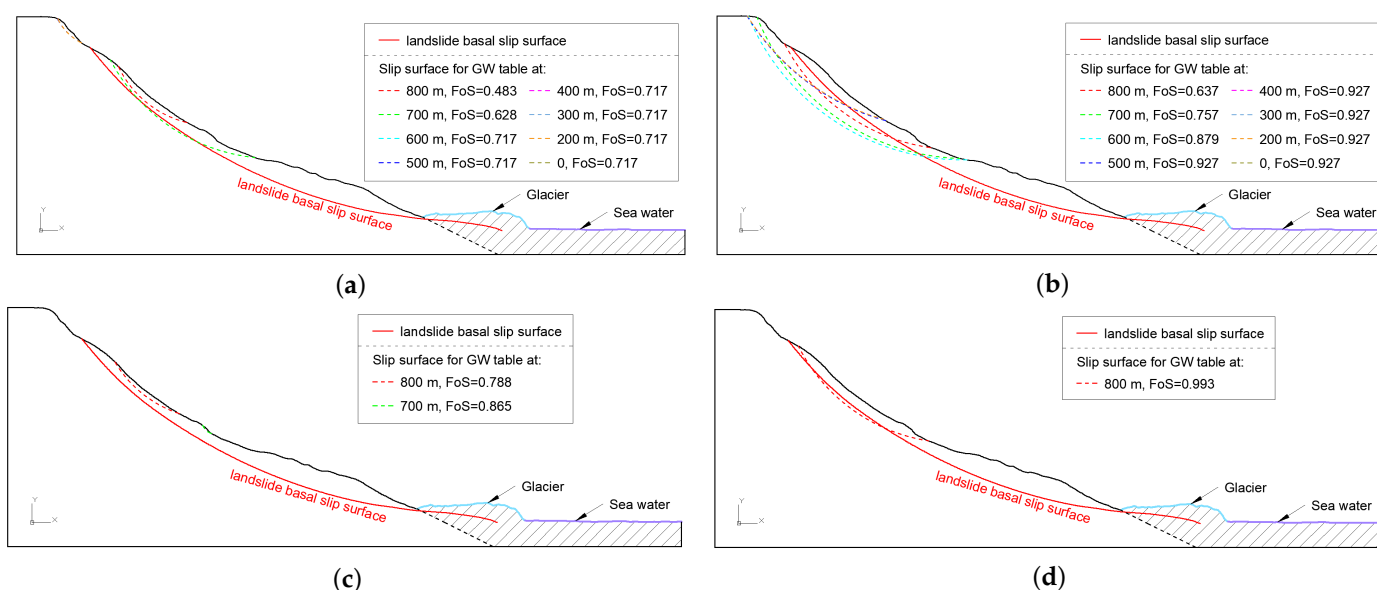 landslide basal slip surface
Slip surface for GW table at:
800 m, FoS=0.483 400 m, FoS=0.717
700 m, FoS=0.628 300 m, FoS=0.717
600 m, FoS=0.717 200 m, FoS=0.717
500 m, FoS=0.717 0, FoS=0.717
landslide basal slip surface
Glacier
Sea water
Y
X
(a)
landslide basal slip surface
Slip surface for GW table at:
800 m, FoS=0.637 400 m, FoS=0.927
700 m, FoS=0.757 300 m, FoS=0.927
600 m, FoS=0.879 200 m, FoS=0.927
500 m, FoS=0.927 0, FoS=0.927
landslide basal slip surface
Glacier
Sea water
Y
X
(b)
landslide basal slip surface
Slip surface for GW table at:
800 m, FoS=0.788
700 m, FoS=0.865
landslide basal slip surface
Glacier
Sea water
Y
X
(c)
landslide basal slip surface
Slip surface for GW table at:
800 m, FoS=0.993
landslide basal slip surface
Glacier
Sea water
Y
X
(d)